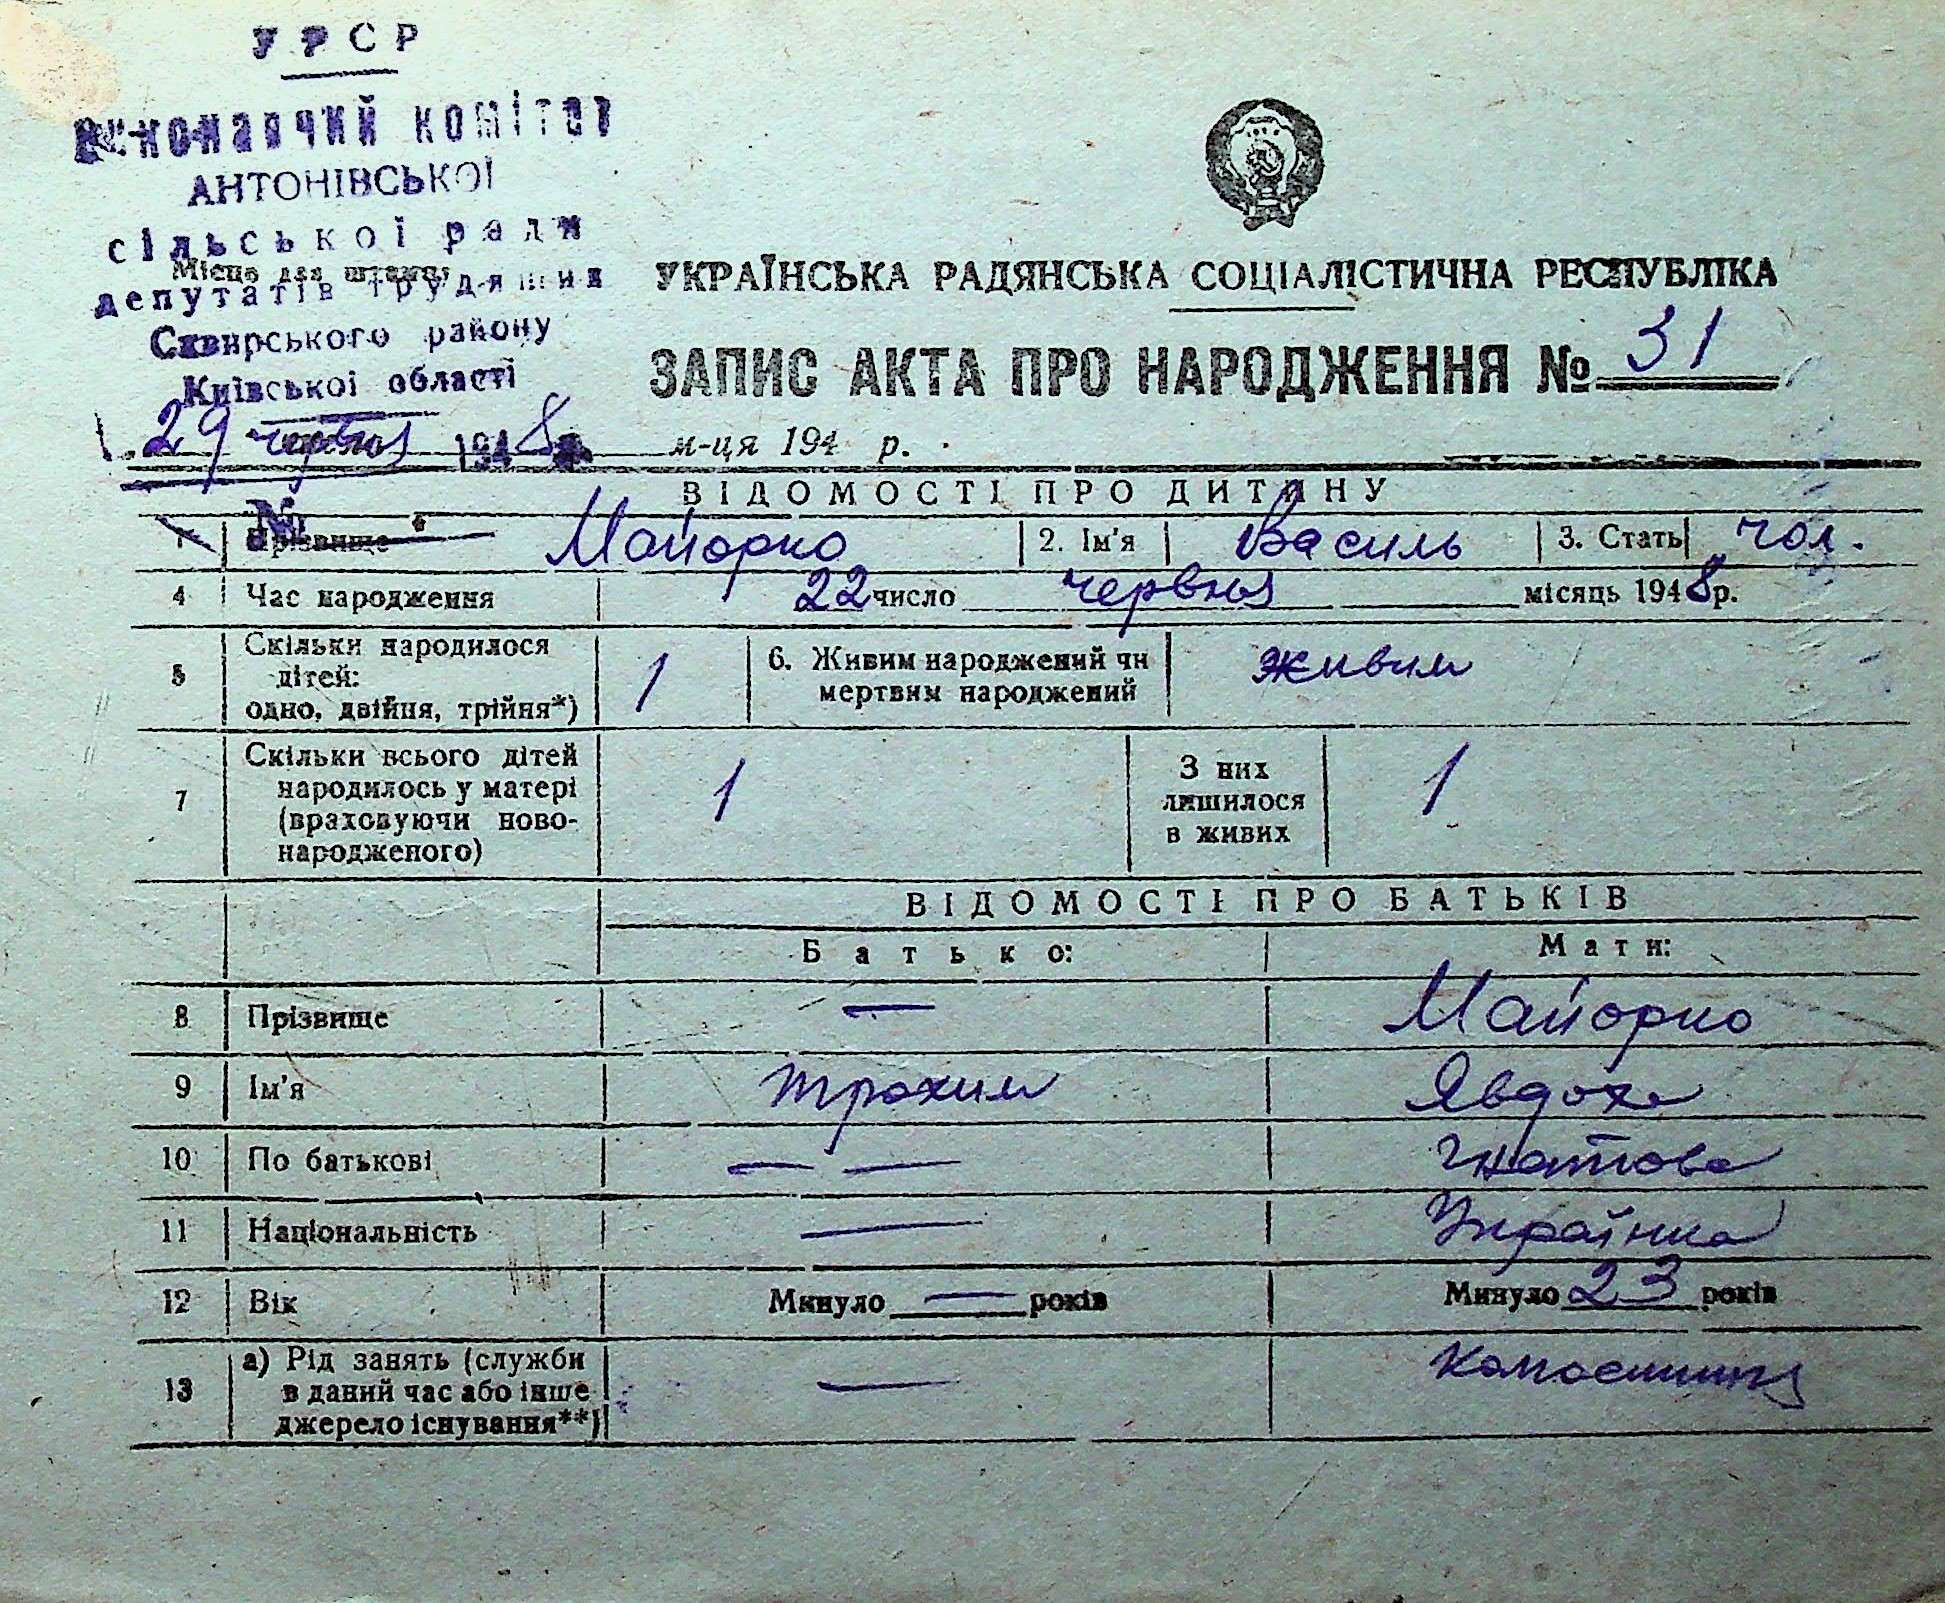 УРСР
Виконавчий комітет
АНТОНІВСЬКОЇ
сільської ради
Місце для штампу
депутатів трудящих
Сквирського району
Київської області
29 червня 1948 р. м-ця 194 р.
№
УКРАЇНСЬКА РАДЯНСЬКА СОЦІАЛІСТИЧНА РЕСПУБЛІКА
ЗАПИС АКТА ПРО НАРОДЖЕННЯ № 31
ВІДОМОСТІ ПРО ДИТИНУ
1 Прізвище Майорко 2. Ім'я Василь 3. Стать чол.
4 Час народження 22 число червня місяць 1948 р.
5 Скільки народилося дітей: одно, двійня, трійня*) 1 6. Живим народжений чи мертвим народжений живим
7 Скільки всього дітей народилось у матері (враховуючи ново-народженого) 1 З них лишилося в живих 1
ВІДОМОСТІ ПРО БАТЬКІВ
Батько: Мати:
8 Прізвище — Майорко
9 Ім'я Трохим Явдоха
10 По батькові — — Гнатова
11 Національність — Українка
12 Вік Минуло — років Минуло 23 років
13 а) Рід занять (служби в даний час або інше джерело існування**) —